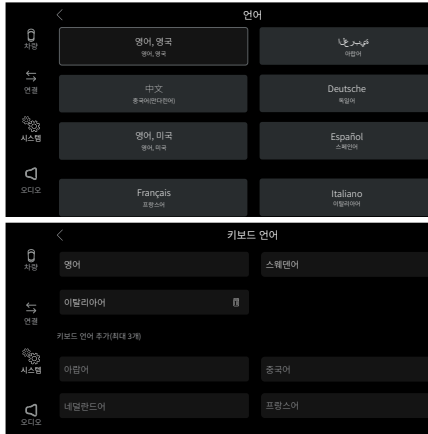 언어
차량
연결
시스템
오디오
영어, 영국
영어, 영국
아랍어
中文
중국어(만다린어)
Deutsche
독일어
영어, 미국
영어, 미국
Español
스페인어
Français
프랑스어
Italiano
이탈리아어
키보드 언어
차량
연결
시스템
오디오
영어
스웨덴어
이탈리아어
키보드 언어 추가(최대 3개)
아랍어
중국어
네덜란드어
프랑스어